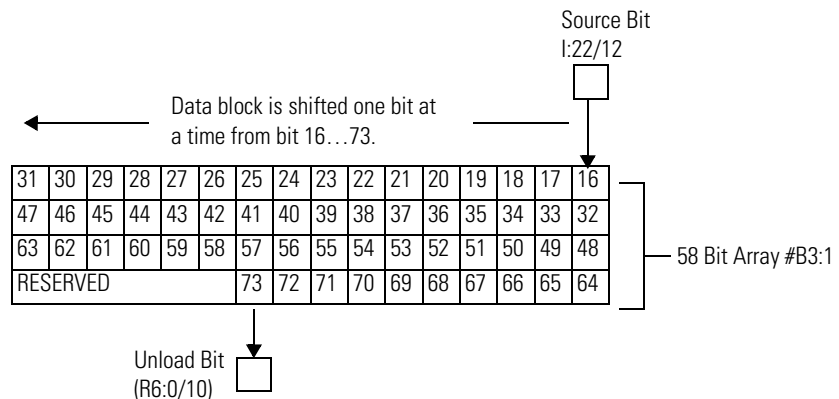 Source Bit
I:22/12
Data block is shifted one bit at
a time from bit 16…73.
31 30 29 28 27 26 25 24 23 22 21 20 19 18 17 16
47 46 45 44 43 42 41 40 39 38 37 36 35 34 33 32
63 62 61 60 59 58 57 56 55 54 53 52 51 50 49 48
RESERVED 73 72 71 70 69 68 67 66 65 64
58 Bit Array #B3:1
Unload Bit
(R6:0/10)